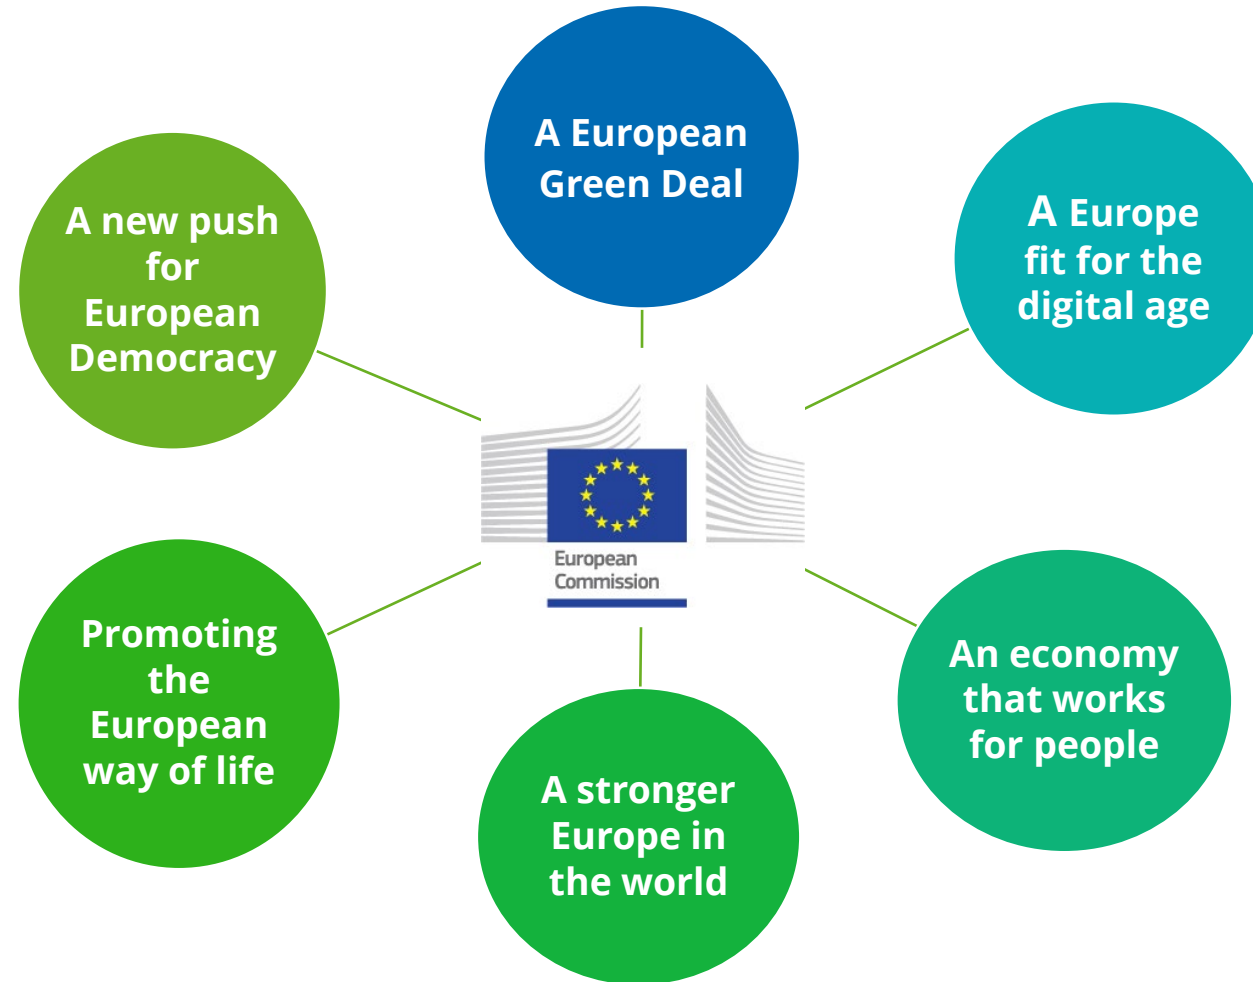 A European
Green Deal
A Europe
fit for the
digital age
An economy
that works
for people
A stronger
Europe in
the world
Promoting
the
European
way of life
A new push
for
European
Democracy
European
Commission